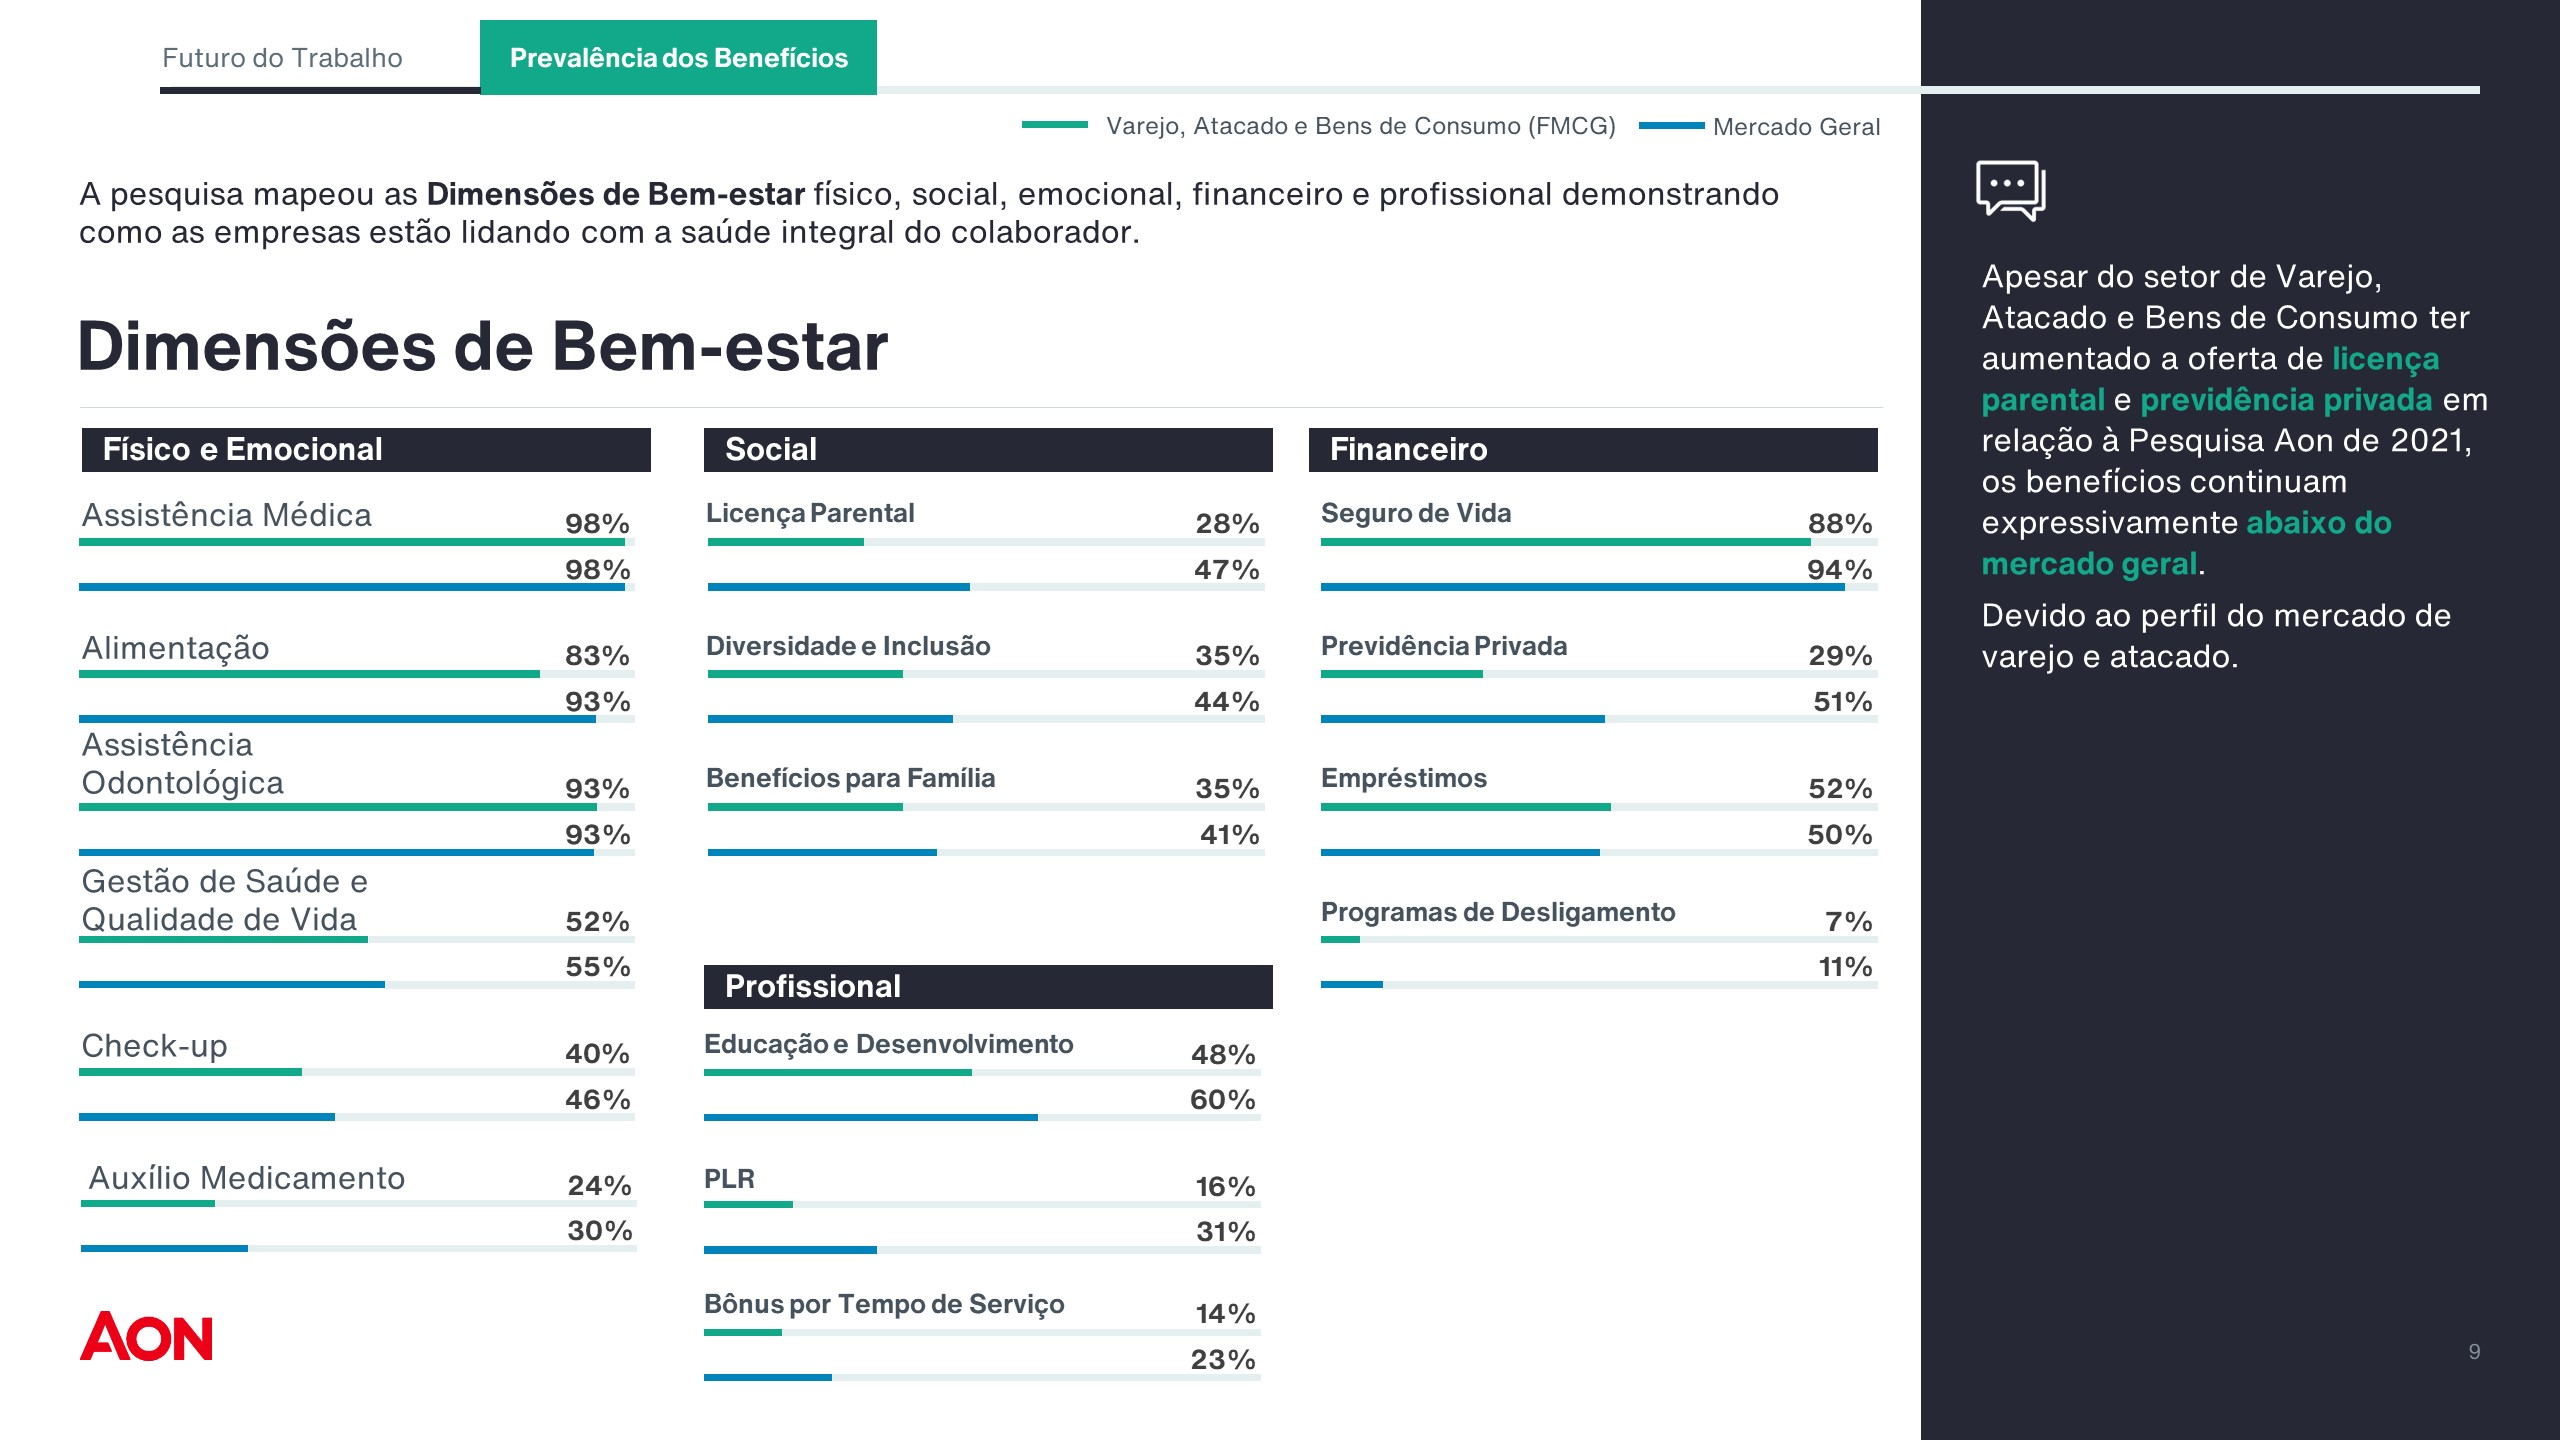 Futuro do Trabalho
Prevalência dos Benefícios
Varejo, Atacado e Bens de Consumo (FMCG)
Mercado Geral
A pesquisa mapeou as Dimensões de Bem-estar físico, social, emocional, financeiro e profissional demonstrando
como as empresas estão lidando com a saúde integral do colaborador.
Dimensões de Bem-estar
Físico e Emocional
Assistência Médica
98%
98%
Alimentação
83%
93%
Assistência
Odontológica
93%
93%
Gestão de Saúde e
Qualidade de Vida
52%
55%
Check-up
40%
46%
Auxílio Medicamento
24%
30%
Social
Licença Parental
28%
47%
Diversidade e Inclusão
35%
44%
Benefícios para Família
35%
41%
Profissional
Educação e Desenvolvimento
48%
60%
PLR
16%
31%
Bônus por Tempo de Serviço
14%
23%
Financeiro
Seguro de Vida
88%
94%
Previdência Privada
29%
51%
Empréstimos
52%
50%
Programas de Desligamento
7%
11%
Apesar do setor de Varejo,
Atacado e Bens de Consumo ter
aumentado a oferta de licença
parental e previdência privada em
relação à Pesquisa Aon de 2021,
os benefícios continuam
expressivamente abaixo do
mercado geral.
Devido ao perfil do mercado de
varejo e atacado.
AON
9